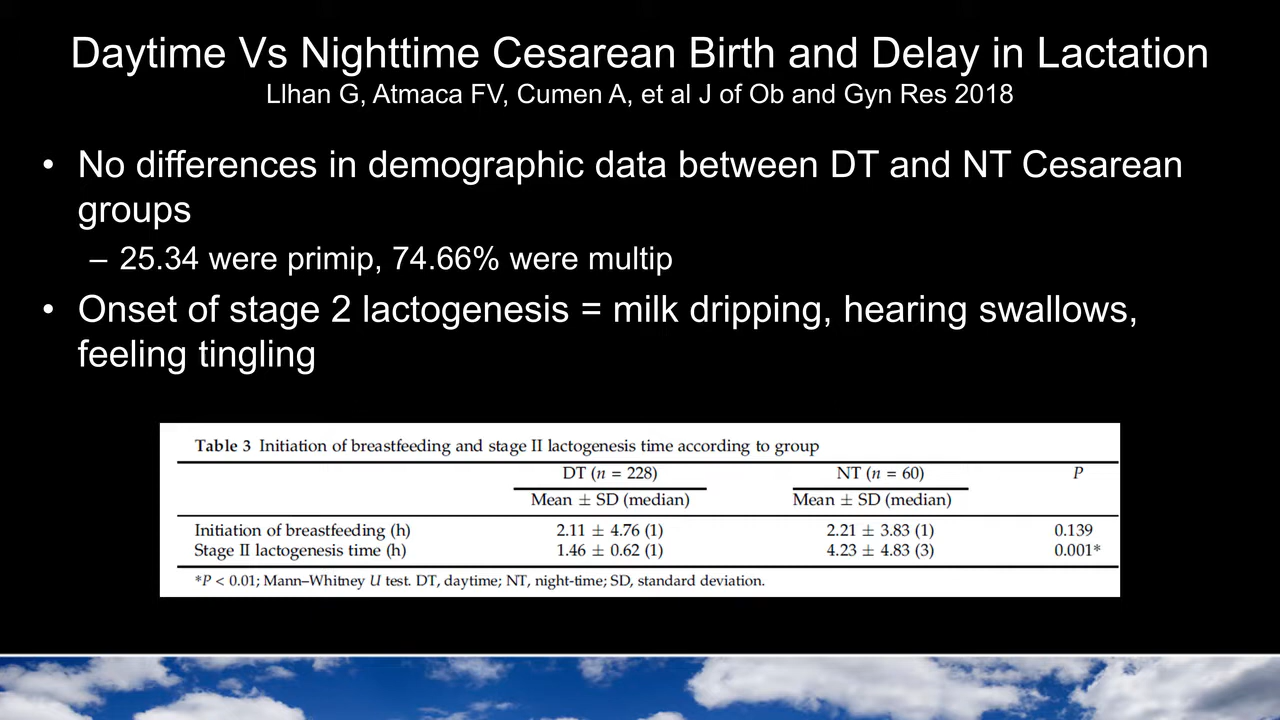 Daytime Vs Nighttime Cesarean Birth and Delay in Lactation
Llhan G, Atmaca FV, Cumen A, et al J of Ob and Gyn Res 2018
• No differences in demographic data between DT and NT Cesarean
groups
– 25.34 were primip, 74.66% were multip
• Onset of stage 2 lactogenesis = milk dripping, hearing swallows,
feeling tingling
Table 3 Initiation of breastfeeding and stage II lactogenesis time according to group
DT (n = 228) NT (n = 60) P
Mean ± SD (median) Mean ± SD (median)
Initiation of breastfeeding (h) 2.11 ± 4.76 (1) 2.21 ± 3.83 (1) 0.139
Stage II lactogenesis time (h) 1.46 ± 0.62 (1) 4.23 ± 4.83 (3) 0.001*
*P < 0.01; Mann–Whitney U test. DT, daytime; NT, night-time; SD, standard deviation.